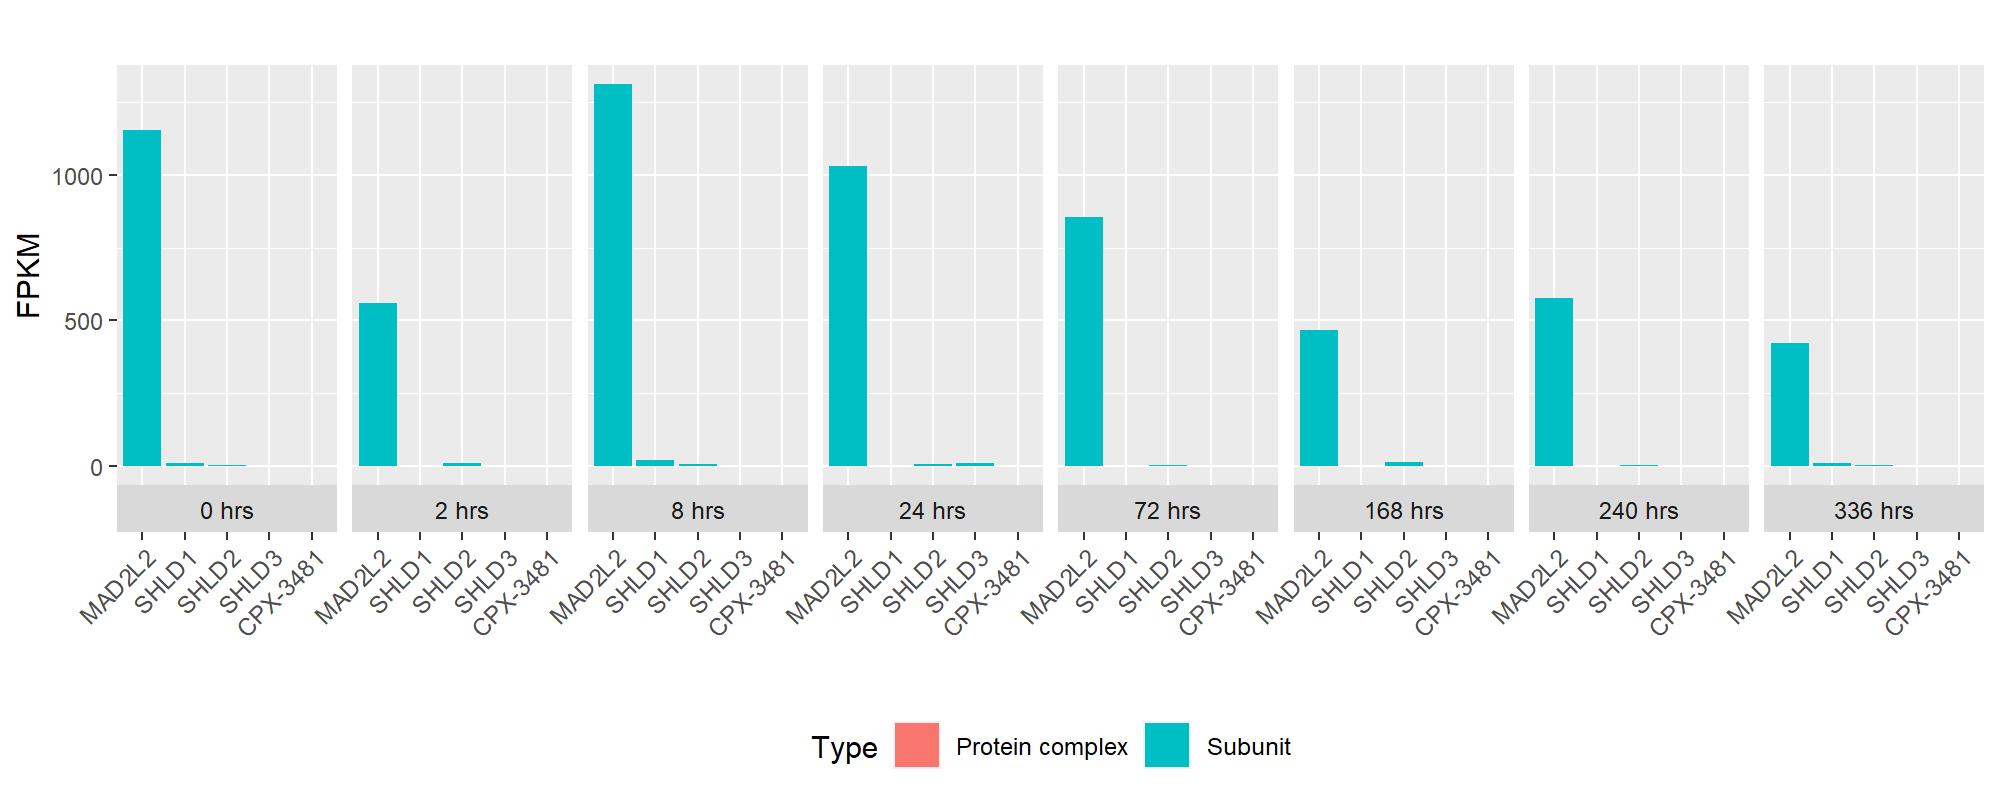 FPKM
1000
500
0
0 hrs 2 hrs 8 hrs 24 hrs 72 hrs 168 hrs 240 hrs 336 hrs
MAD2L2 SHLD1 SHLD2 SHLD3 CPX-3481 MAD2L2 SHLD1 SHLD2 SHLD3 CPX-3481 MAD2L2 SHLD1 SHLD2 SHLD3 CPX-3481 MAD2L2 SHLD1 SHLD2 SHLD3 CPX-3481 MAD2L2 SHLD1 SHLD2 SHLD3 CPX-3481 MAD2L2 SHLD1 SHLD2 SHLD3 CPX-3481 MAD2L2 SHLD1 SHLD2 SHLD3 CPX-3481 MAD2L2 SHLD1 SHLD2 SHLD3 CPX-3481
Type Protein complex Subunit